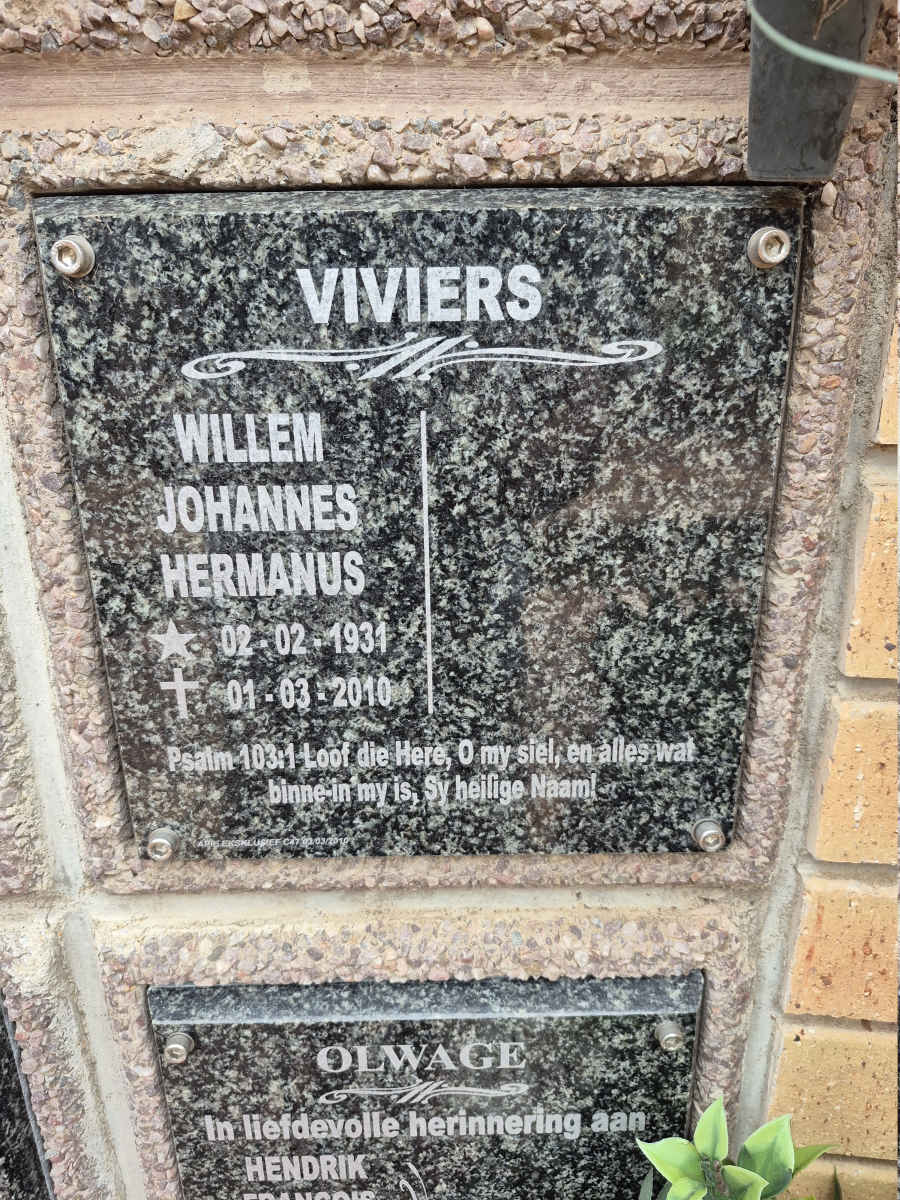 VIVIERS
WILLEM
JOHANNES
HERMANUS
02 - 02 - 1931
01 - 03 - 2010
Psalm 103:1 Loof die Here, O my siel, en alles wat
binne-in my is, Sy heilige Naam!
OLWAGE
In liefdevolle herinnering aan
HENDRIK
FRANCOIS